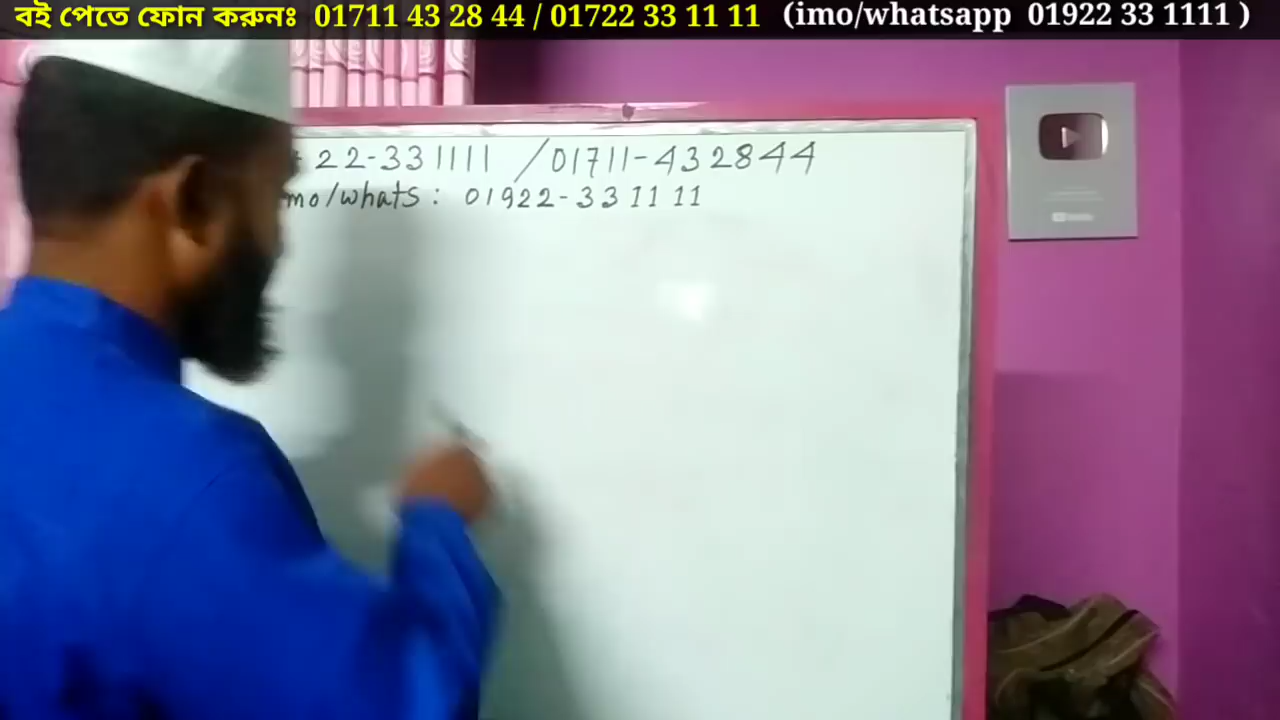 বই পেতে ফোন করুনঃ 01711 43 28 44 / 01722 33 11 11 (imo/whatsapp 01922 33 1111 )
22-331111 /01711-432844
mo/whats: 01922-33 11 11